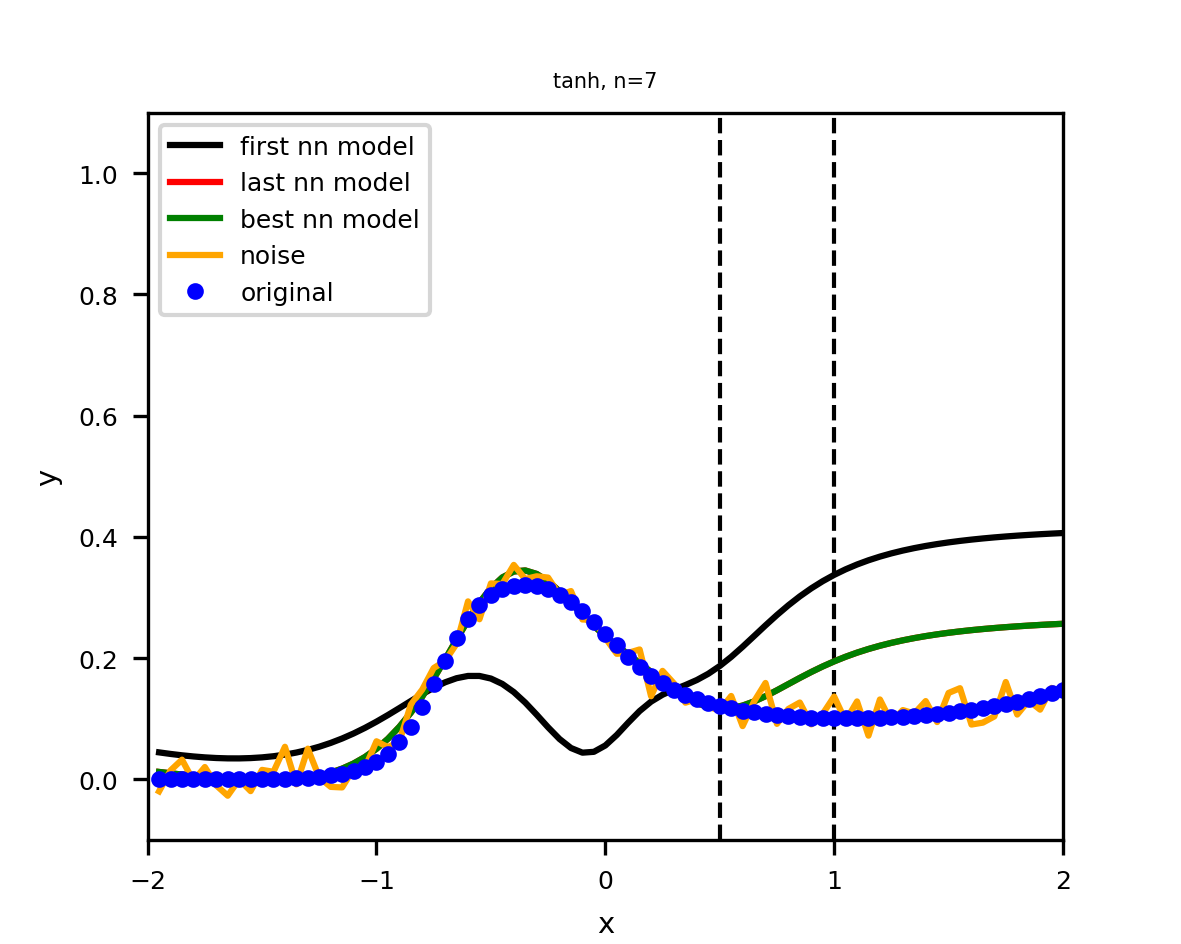 tanh, n=7
first nn model
last nn model
best nn model
noise
original
1.0
0.8
0.6
0.4
0.2
0.0
y
−2
−1
0
1
2
x